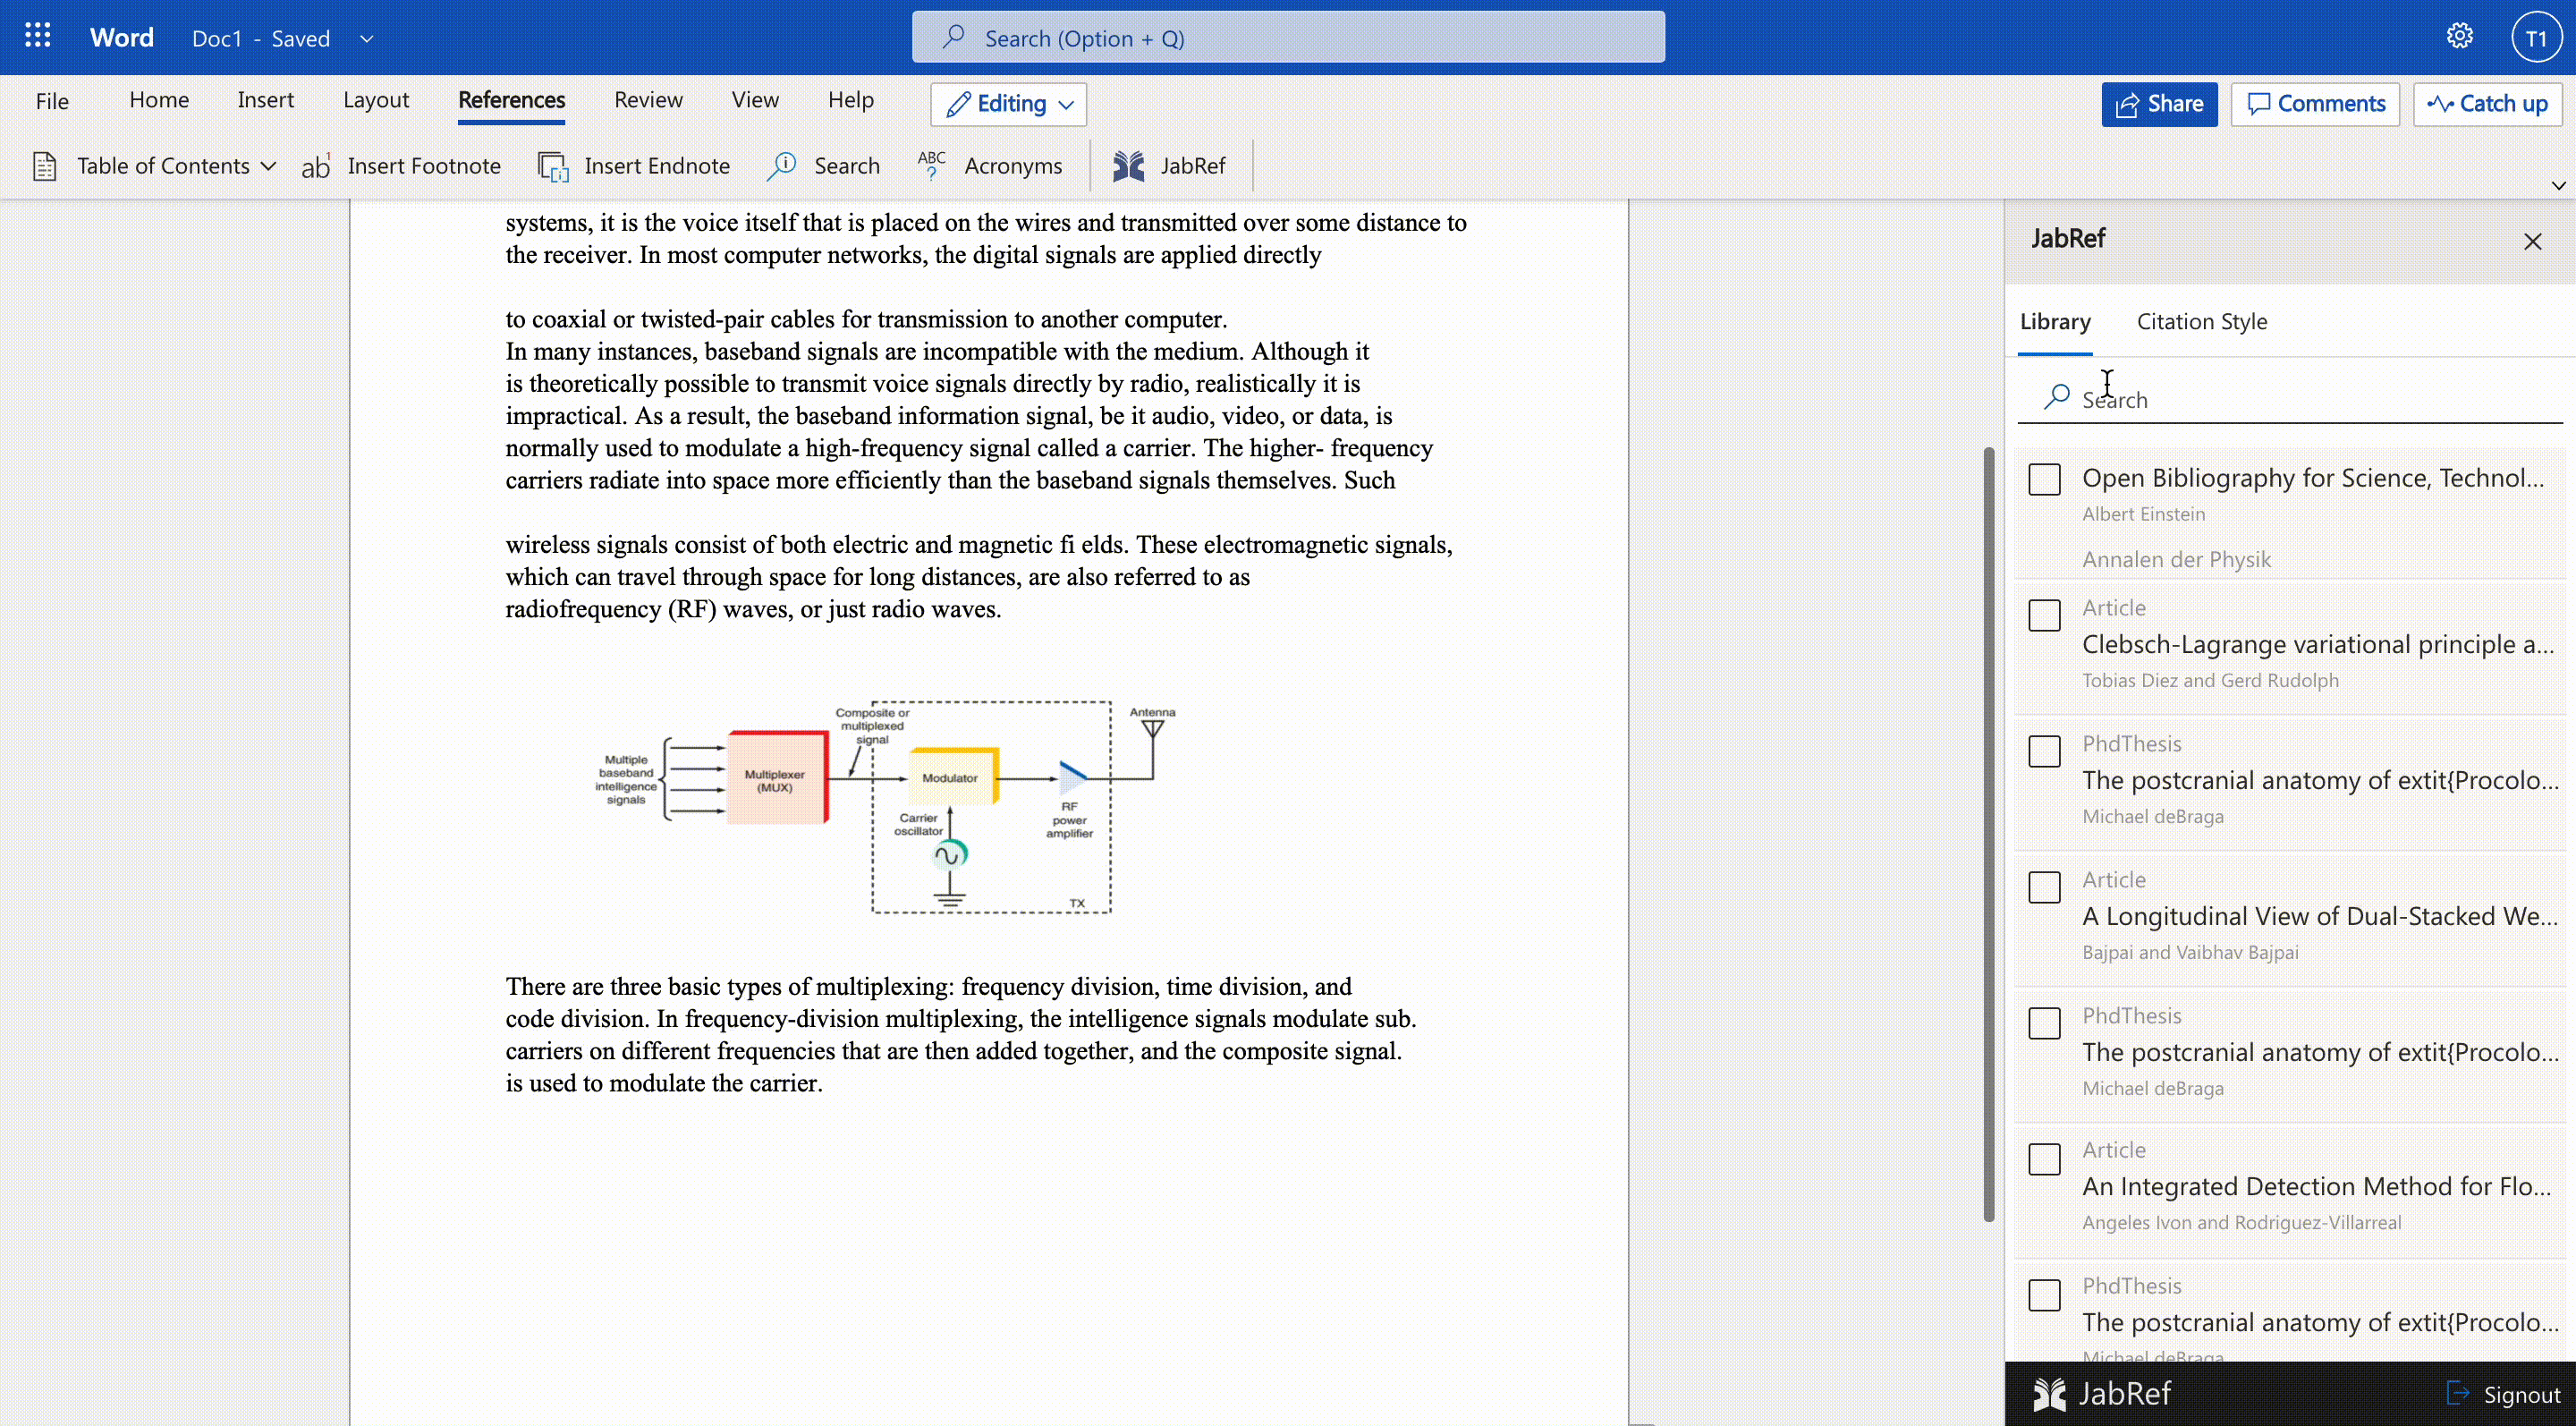 Word
Doc1 - Saved
Search (Option + Q)
T1
File
Home
Insert
Layout
References
Review
View
Help
Editing
Share
Comments
Catch up
Table of Contents
ab1 Insert Footnote
Insert Endnote
Search
ABC? Acronyms
JabRef
systems, it is the voice itself that is placed on the wires and transmitted over some distance to
the receiver. In most computer networks, the digital signals are applied directly
to coaxial or twisted-pair cables for transmission to another computer.
In many instances, baseband signals are incompatible with the medium. Although it
is theoretically possible to transmit voice signals directly by radio, realistically it is
impractical. As a result, the baseband information signal, be it audio, video, or data, is
normally used to modulate a high-frequency signal called a carrier. The higher- frequency
carriers radiate into space more efficiently than the baseband signals themselves. Such
wireless signals consist of both electric and magnetic fi elds. These electromagnetic signals,
which can travel through space for long distances, are also referred to as
radiofrequency (RF) waves, or just radio waves.
Multiple
baseband
intelligence
signals
Multiplexer
(MUX)
Composite or
multiplexed
signal
Modulator
Carrier
oscillator
RF
power
amplifier
Antenna
TX
There are three basic types of multiplexing: frequency division, time division, and
code division. In frequency-division multiplexing, the intelligence signals modulate sub.
carriers on different frequencies that are then added together, and the composite signal.
is used to modulate the carrier.
JabRef
Library
Citation Style
Search
Open Bibliography for Science, Technol...
Albert Einstein
Annalen der Physik
Article
Clebsch-Lagrange variational principle a...
Tobias Diez and Gerd Rudolph
PhdThesis
The postcranial anatomy of extit{Procolo...
Michael deBraga
Article
A Longitudinal View of Dual-Stacked We...
Bajpai and Vaibhav Bajpai
PhdThesis
The postcranial anatomy of extit{Procolo...
Michael deBraga
Article
An Integrated Detection Method for Flo...
Angeles Ivon and Rodriguez-Villarreal
PhdThesis
The postcranial anatomy of extit{Procolo...
Michael deBraga
JabRef
Signout